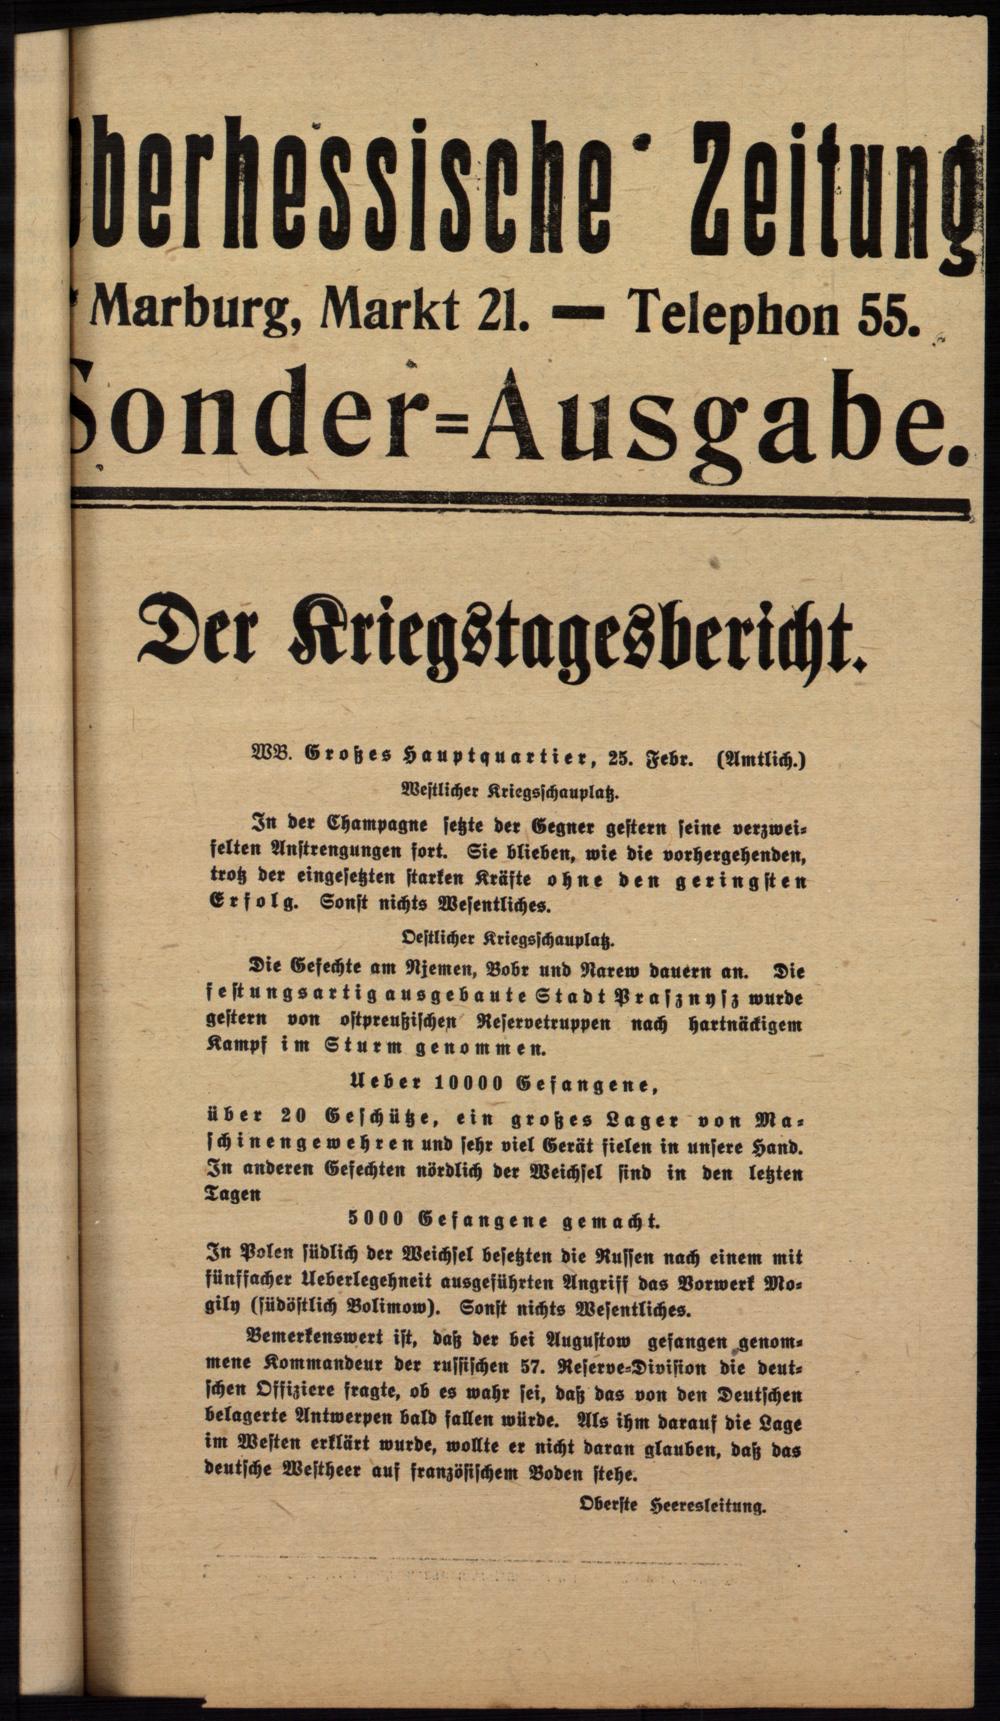 Oberhessische Zeitung
Marburg, Markt 21. — Telephon 55.
Sonder=Ausgabe.
Der Kriegstagesbericht.
WB. Großes Hauptquartier, 25. Febr. (Amtlich.)
Westlicher Kriegsschauplatz.
In der Champagne setzte der Gegner gestern seine verzwei=
felten Anstrengungen fort. Sie blieben, wie die vorhergehenden,
trotz der eingesetzten starken Kräfte ohne den geringsten
Erfolg. Sonst nichts Wesentliches.
Oestlicher Kriegsschauplatz.
Die Gefechte am Njemen, Bobr und Narew dauern an. Die
festungsartig ausgebaute Stadt Prasznysz wurde
gestern von ostpreußischen Reservetruppen nach hartnäckigem
Kampf im Sturm genommen.
Ueber 10000 Gefangene,
über 20 Geschütze, ein großes Lager von Ma=
schinengewehren und sehr viel Gerät fielen in unsere Hand.
In anderen Gefechten nördlich der Weichsel sind in den letzten
Tagen
5000 Gefangene gemacht.
In Polen südlich der Weichsel besetzten die Russen nach einem mit
fünffacher Ueberlegehneit ausgeführten Angriff das Vorwerk Mo=
gily (südöstlich Bolimow). Sonst nichts Wesentliches.
Bemerkenswert ist, daß der bei Augustow gefangen genom=
mene Kommandeur der russischen 57. Reserve=Division die deut=
schen Offiziere fragte, ob es wahr sei, daß das von den Deutschen
belagerte Antwerpen bald fallen würde. Als ihm darauf die Lage
im Westen erklärt wurde, wollte er nicht daran glauben, daß das
deutsche Westheer auf französischem Boden stehe.
Oberste Heeresleitung.